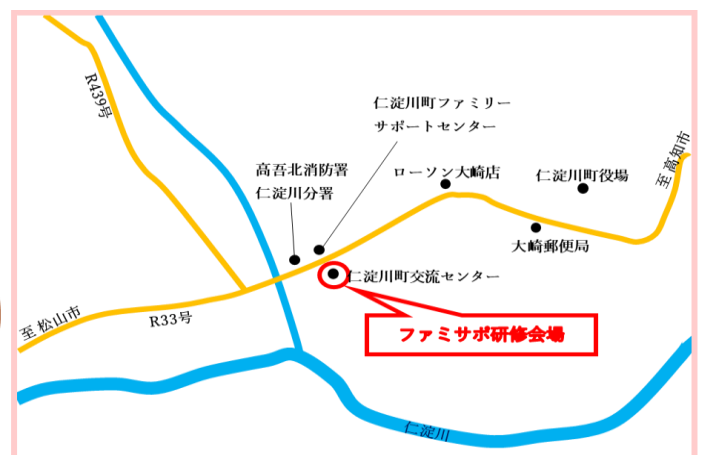 R439号
仁淀川町ファミリー
サポートセンター
高吾北消防署
仁淀川分署
ローソン大崎店
仁淀川町役場
至高知市
大崎郵便局
仁淀川町交流センター
至松山市
R33号
ファミサポ研修会場
仁淀川